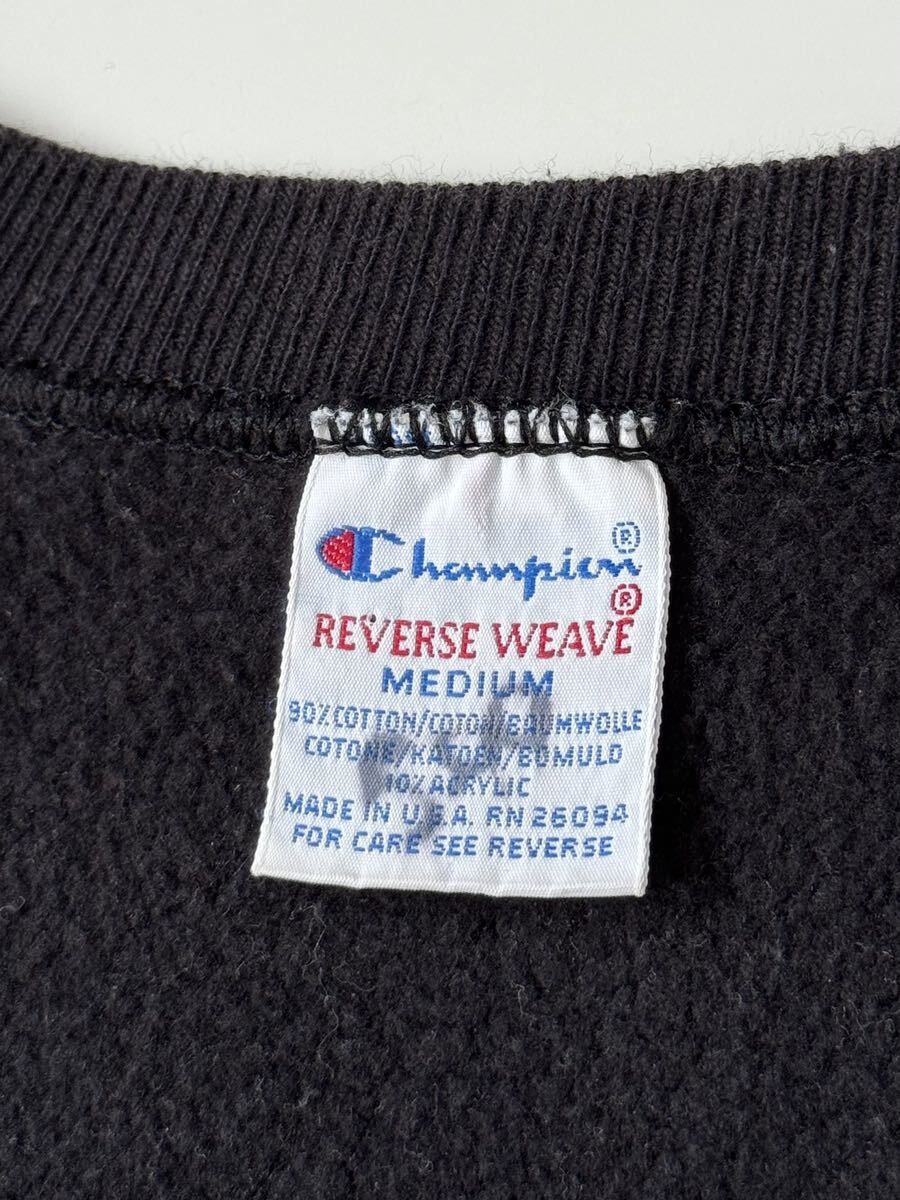 Champion®
REVERSE WEAVE®
MEDIUM
90% COTTON/COTON/BAUMWOLLE
COTONE/KATOEN/BOMULD
10% ACRYLIC
MADE IN U.S.A. RN 26094
FOR CARE SEE REVERSE